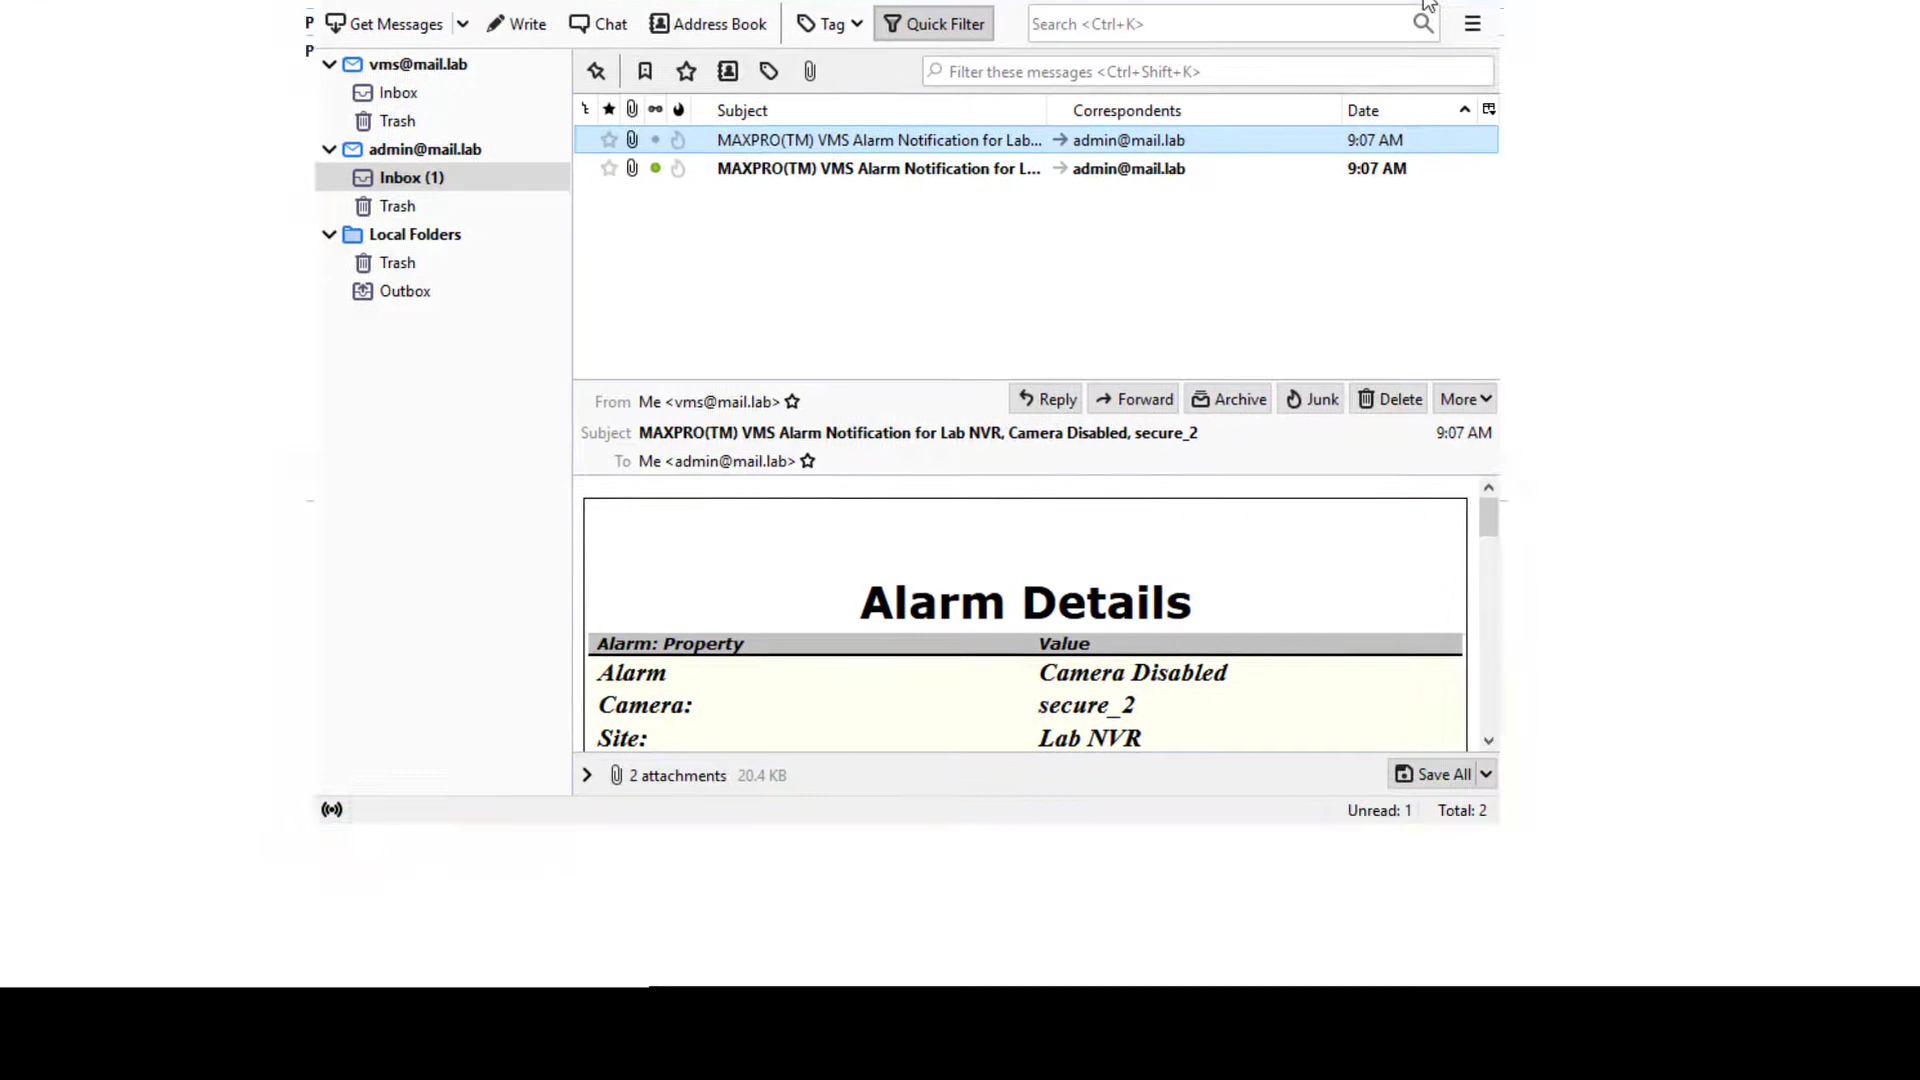 P Get Messages Write Chat Address Book Tag Quick Filter Search <Ctrl+K>
P
vms@mail.lab
Inbox
Trash
admin@mail.lab
Inbox (1)
Trash
Local Folders
Trash
Outbox
Filter these messages <Ctrl+Shift+K>
Subject Correspondents Date
MAXPRO(TM) VMS Alarm Notification for Lab... admin@mail.lab 9:07 AM
MAXPRO(TM) VMS Alarm Notification for L... admin@mail.lab 9:07 AM
From Me <vms@mail.lab> Reply Forward Archive Junk Delete More
Subject MAXPRO(TM) VMS Alarm Notification for Lab NVR, Camera Disabled, secure_2 9:07 AM
To Me <admin@mail.lab>
Alarm Details
Alarm: Property Value
Alarm Camera Disabled
Camera: secure_2
Site: Lab NVR
2 attachments 20.4 KB Save All
Unread: 1 Total: 2